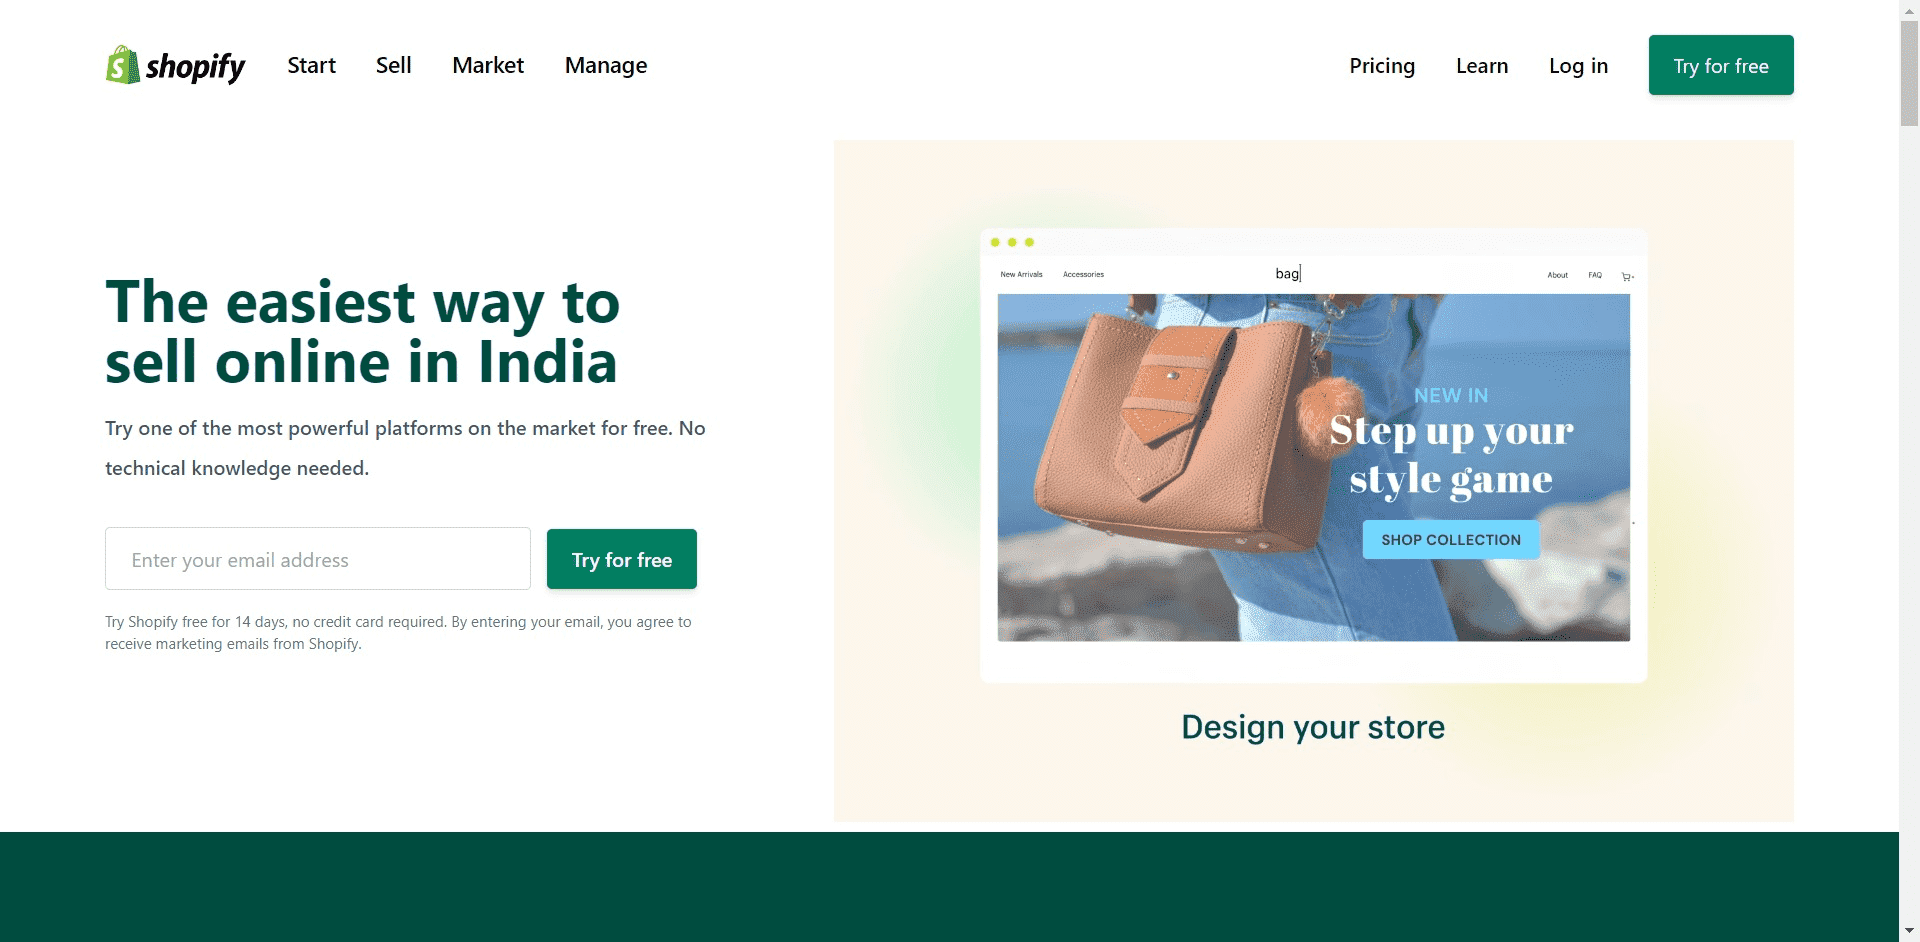 shopify
Start
Sell
Market
Manage
Pricing
Learn
Log in
Try for free
The easiest way to
sell online in India
Try one of the most powerful platforms on the market for free. No
technical knowledge needed.
Enter your email address
Try for free
Try Shopify free for 14 days, no credit card required. By entering your email, you agree to
receive marketing emails from Shopify.
New Arrivals
Accessories
bag
About
FAQ
NEW IN
Step up your
style game
SHOP COLLECTION
Design your store